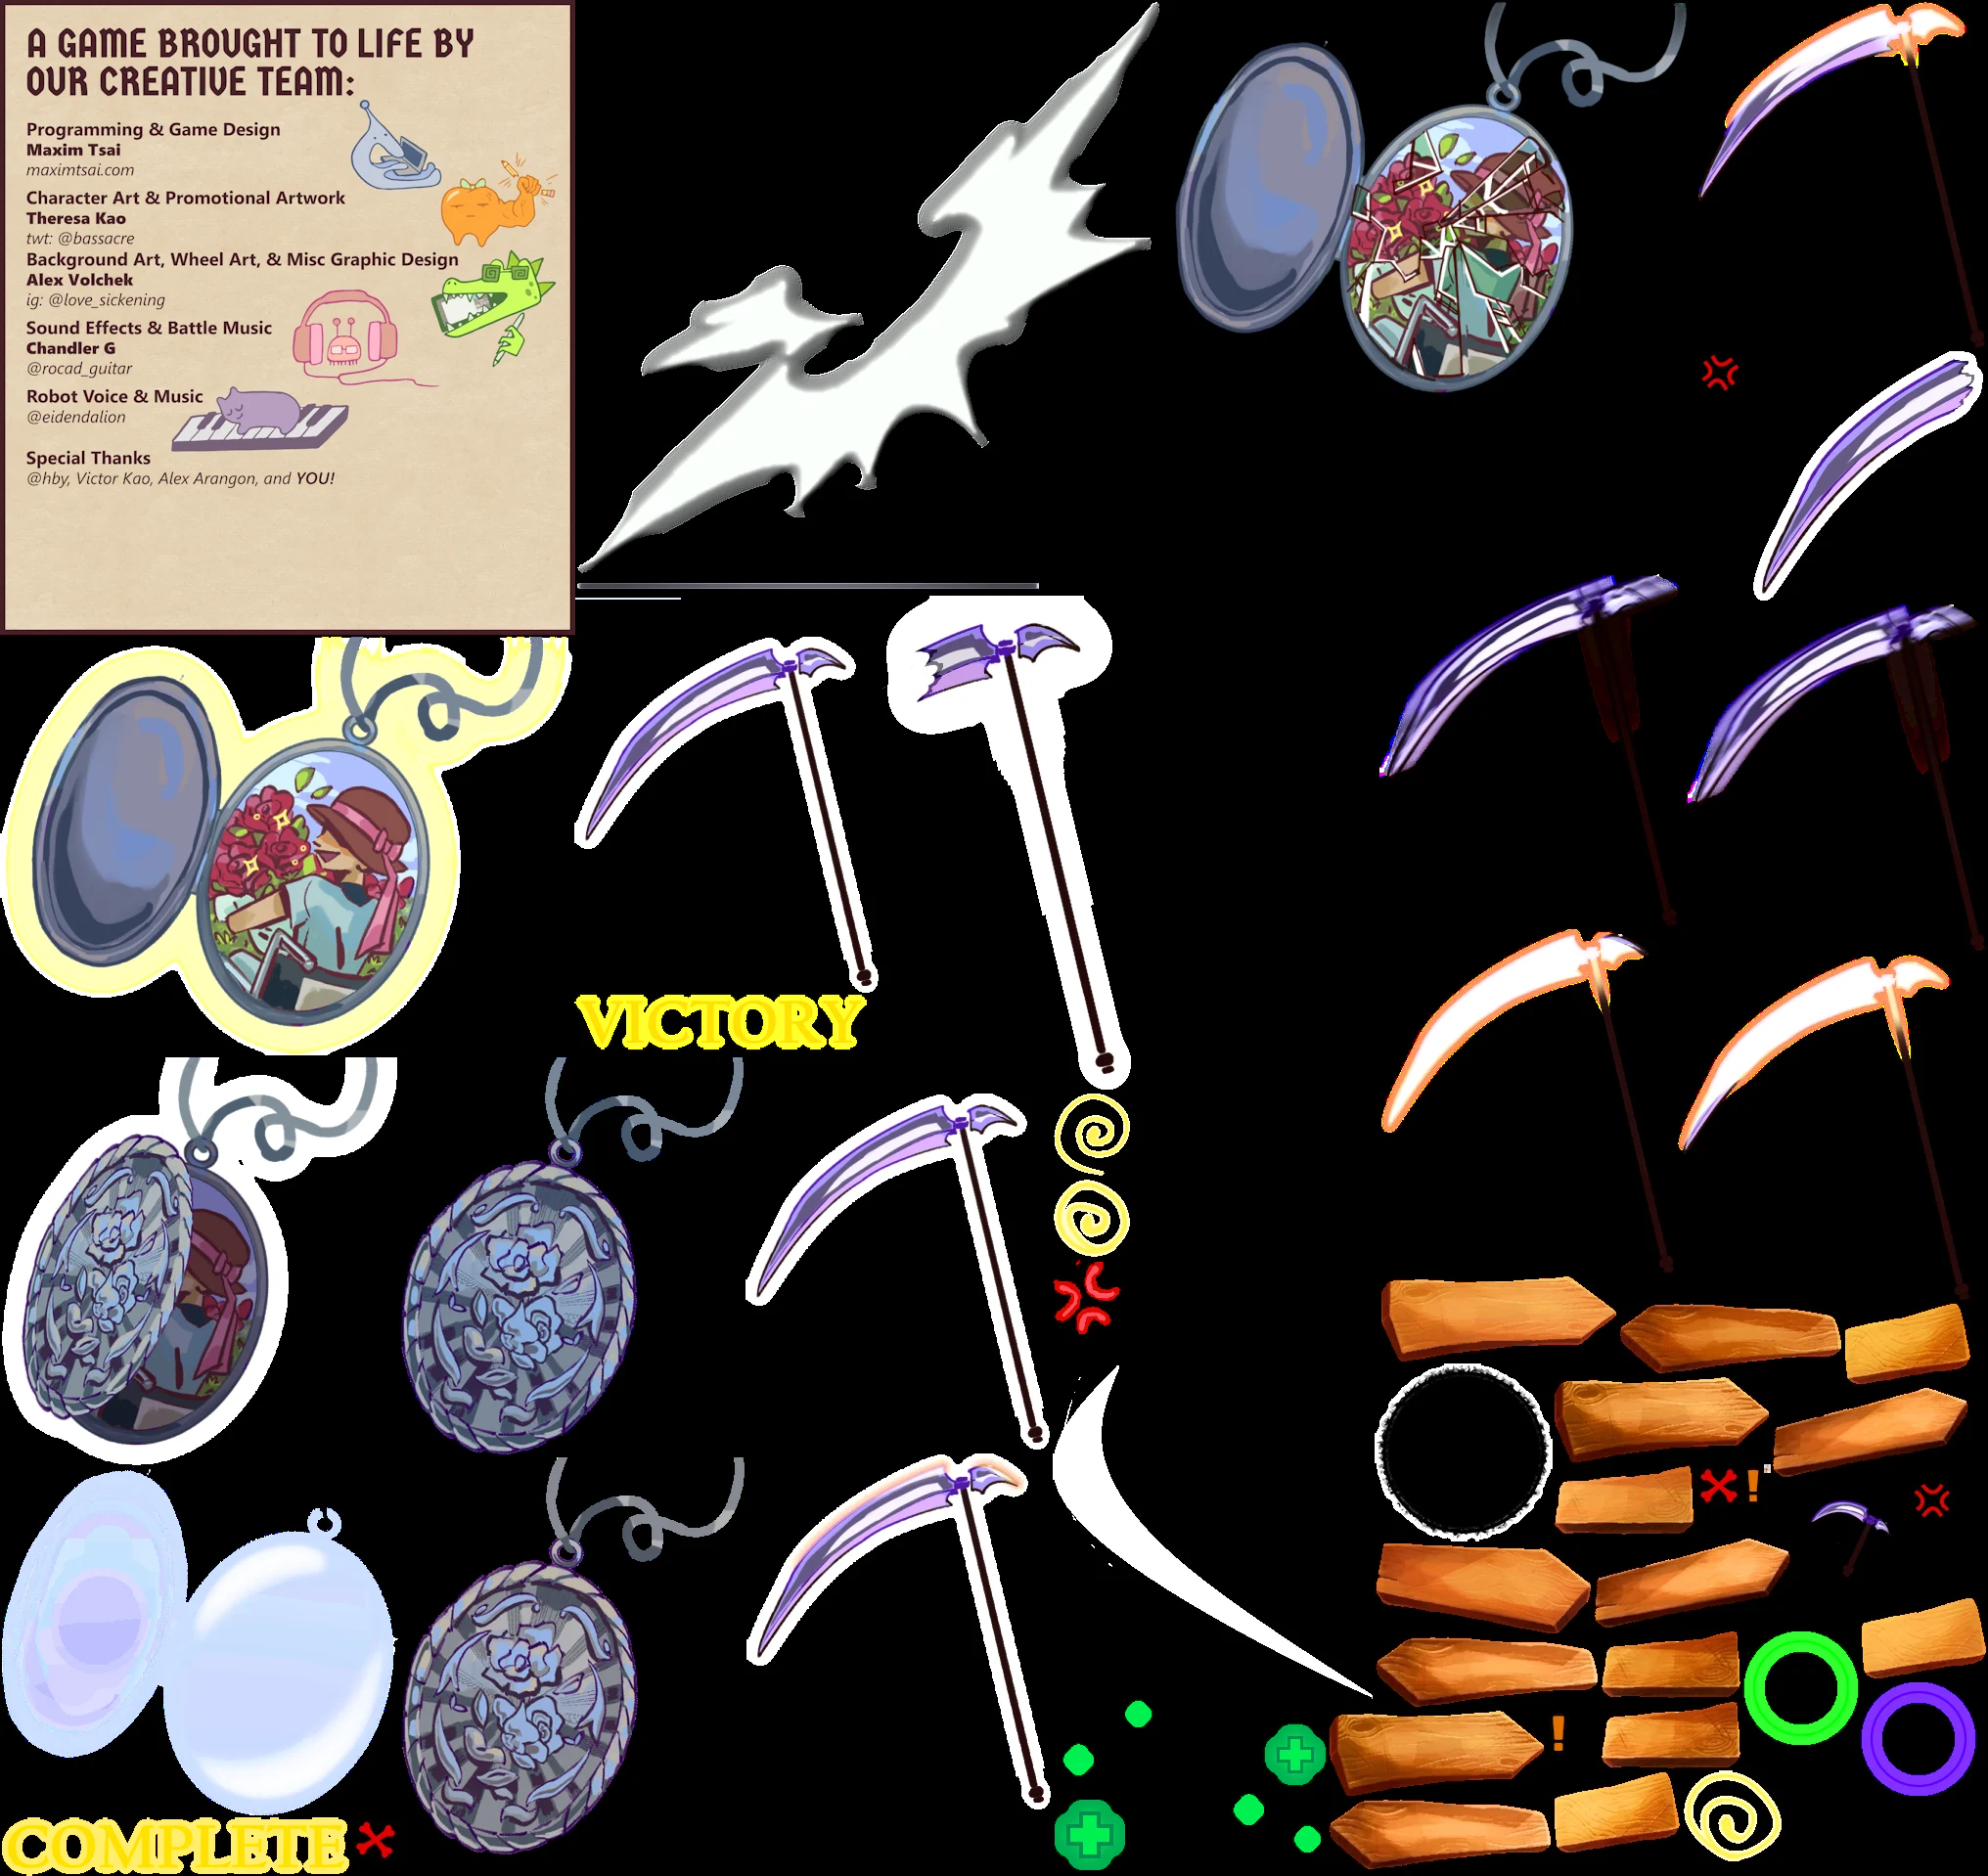 A GAME BROUGHT TO LIFE BY
OUR CREATIVE TEAM:
Programming & Game Design
Maxim Tsai
maximtsai.com
Character Art & Promotional Artwork
Theresa Kao
twt: @bassacre
Background Art, Wheel Art, & Misc Graphic Design
Alex Volchek
ig: @love_sickening
Sound Effects & Battle Music
Chandler G
@rocad_guitar
Robot Voice & Music
@eidendalion
Special Thanks
@hby, Victor Kao, Alex Arangon, and YOU!
VICTORY
!
!
COMPLETE